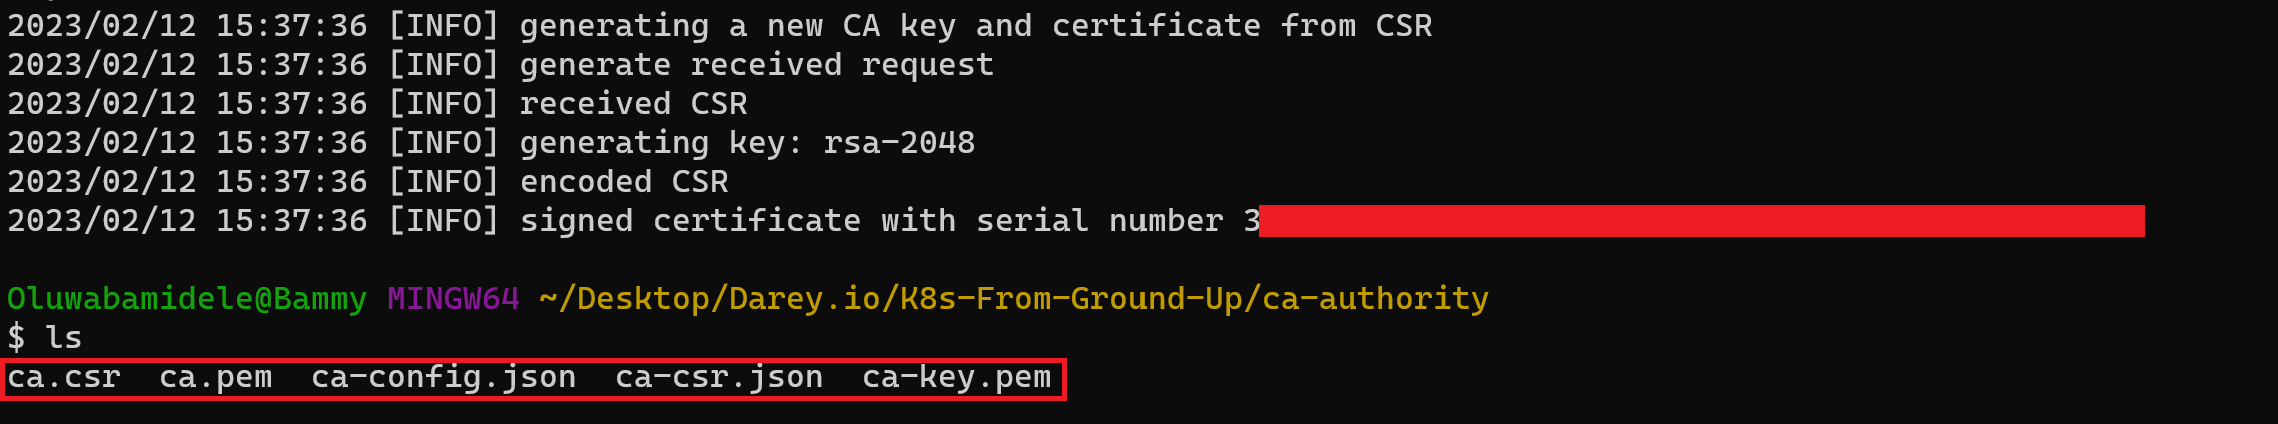 2023/02/12 15:37:36 [INFO] generating a new CA key and certificate from CSR
2023/02/12 15:37:36 [INFO] generate received request
2023/02/12 15:37:36 [INFO] received CSR
2023/02/12 15:37:36 [INFO] generating key: rsa-2048
2023/02/12 15:37:36 [INFO] encoded CSR
2023/02/12 15:37:36 [INFO] signed certificate with serial number 3
Oluwabamidele@Bammy MINGW64 ~/Desktop/Darey.io/K8s-From-Ground-Up/ca-authority
$ ls
ca.csr  ca.pem  ca-config.json  ca-csr.json  ca-key.pem